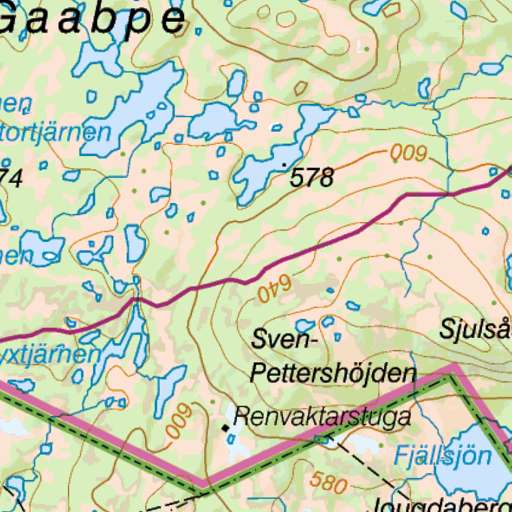 Gaabpe
tortjärnen
600
74
578
640
Sven-
Pettershöjden
Sjulså
yxtjärnen
Renvaktarstuga
600
Fjällsjön
580
Jougdaberg